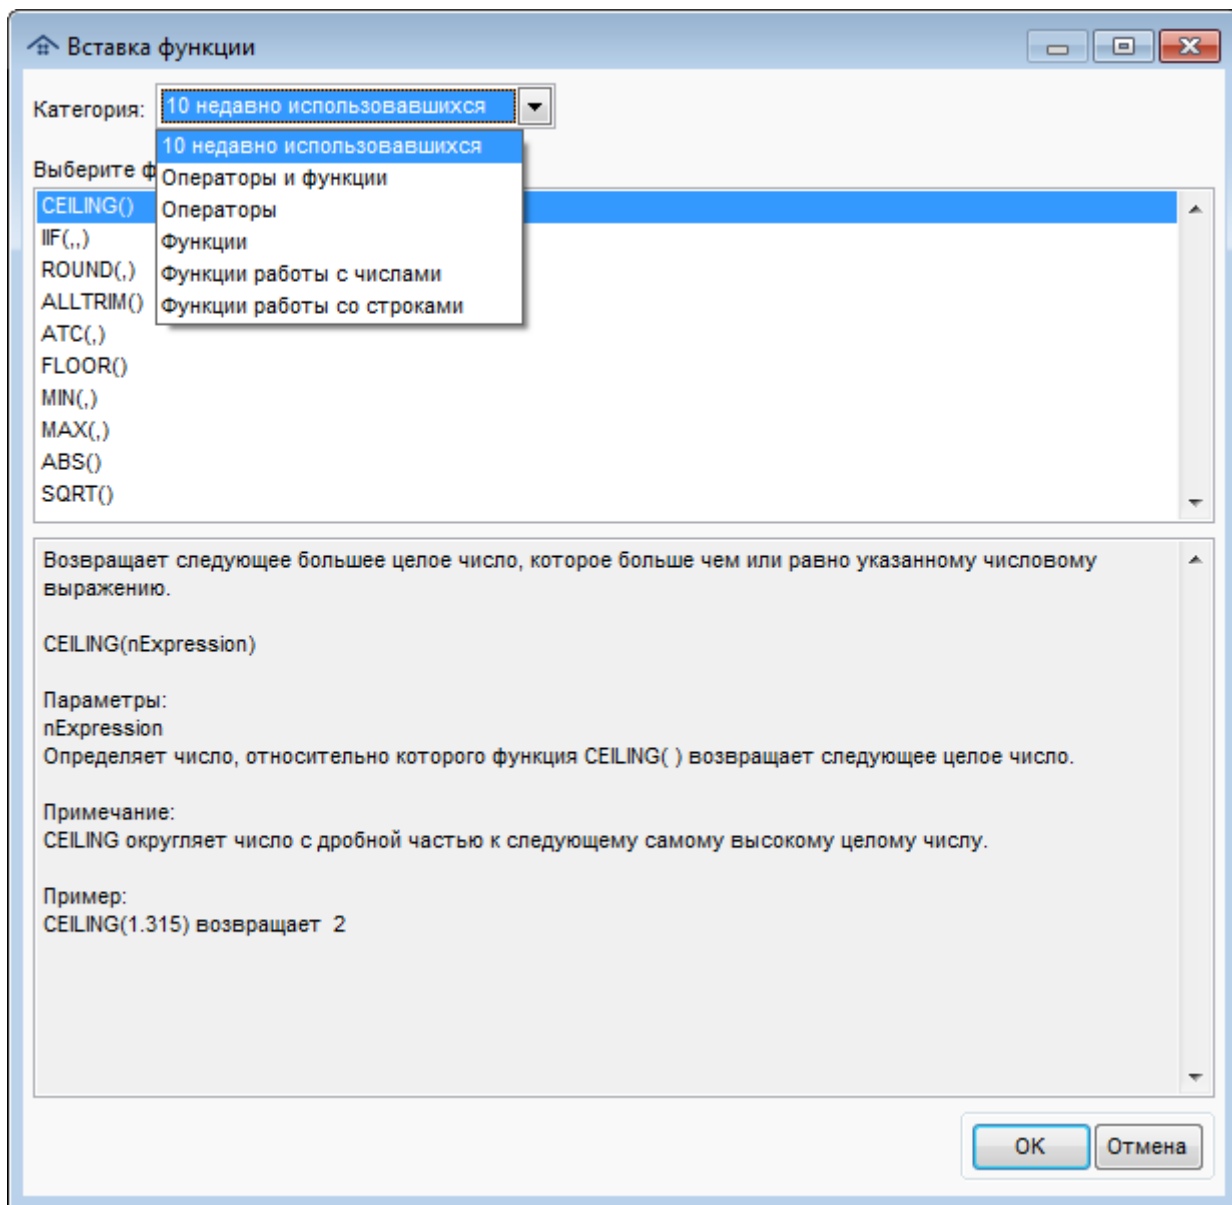 Вставка функции
Категория: 10 недавно использовавшихся
10 недавно использовавшихся
Выберите ф
Операторы и функции
Операторы
Функции
Функции работы с числами
Функции работы со строками
CEILING()
IIF(,,)
ROUND(,)
ALLTRIM()
ATC(,)
FLOOR()
MIN(,)
MAX(,)
ABS()
SQRT()
Возвращает следующее большее целое число, которое больше чем или равно указанному числовому
выражению.
CEILING(nExpression)
Параметры:
nExpression
Определяет число, относительно которого функция CEILING( ) возвращает следующее целое число.
Примечание:
CEILING округляет число с дробной частью к следующему самому высокому целому числу.
Пример:
CEILING(1.315) возвращает  2
OK
Отмена